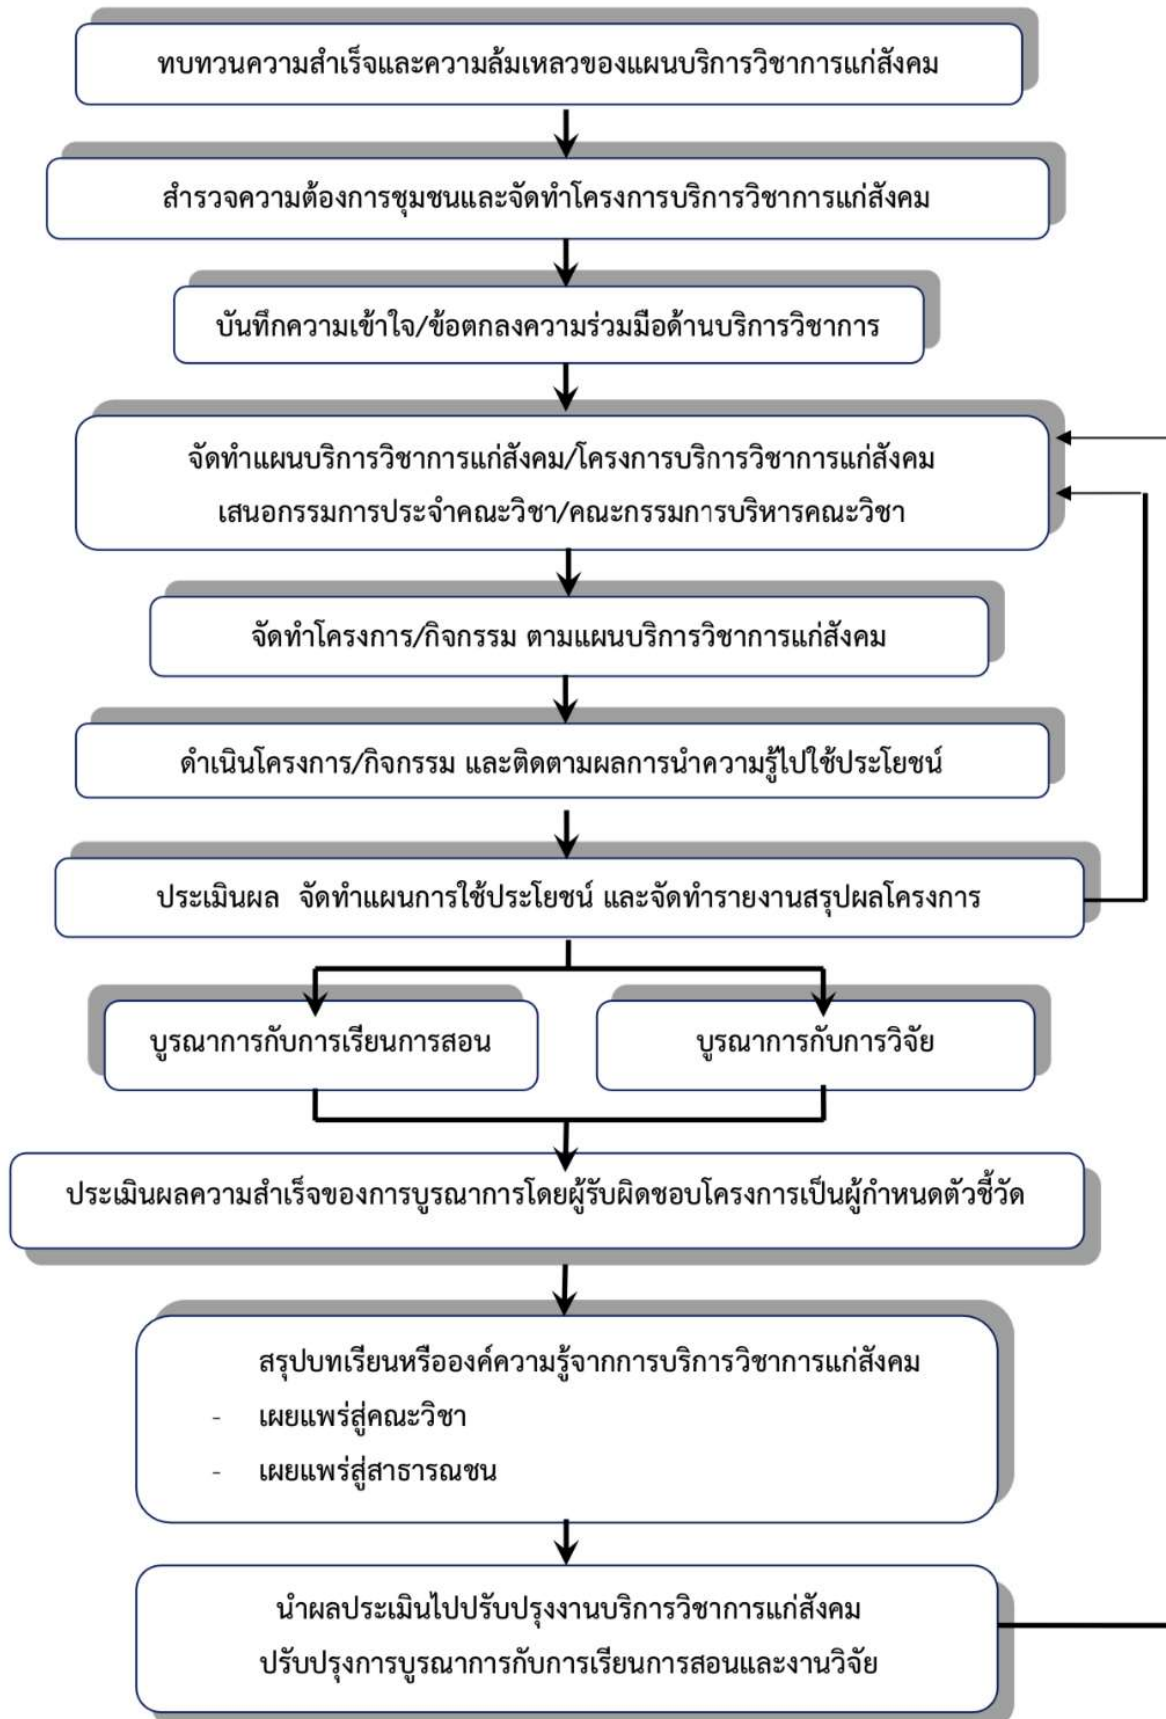 ทบทวนความสำเร็จและความล้มเหลวของแผนบริการวิชาการแก่สังคม
สำรวจความต้องการชุมชนและจัดทำโครงการบริการวิชาการแก่สังคม
บันทึกความเข้าใจ/ข้อตกลงความร่วมมือด้านบริการวิชาการ
จัดทำแผนบริการวิชาการแก่สังคม/โครงการบริการวิชาการแก่สังคม
เสนอกรรมการประจำคณะวิชา/คณะกรรมการบริหารคณะวิชา
จัดทำโครงการ/กิจกรรม ตามแผนบริการวิชาการแก่สังคม
ดำเนินโครงการ/กิจกรรม และติดตามผลการนำความรู้ไปใช้ประโยชน์
ประเมินผล จัดทำแผนการใช้ประโยชน์ และจัดทำรายงานสรุปผลโครงการ
บูรณาการกับการเรียนการสอน
บูรณาการกับการวิจัย
ประเมินผลความสำเร็จของการบูรณาการโดยผู้รับผิดชอบโครงการเป็นผู้กำหนดตัวชี้วัด
สรุปบทเรียนหรือองค์ความรู้จากการบริการวิชาการแก่สังคม
- เผยแพร่สู่คณะวิชา
- เผยแพร่สู่สาธารณชน
นำผลประเมินไปปรับปรุงงานบริการวิชาการแก่สังคม
ปรับปรุงการบูรณาการกับการเรียนการสอนและงานวิจัย